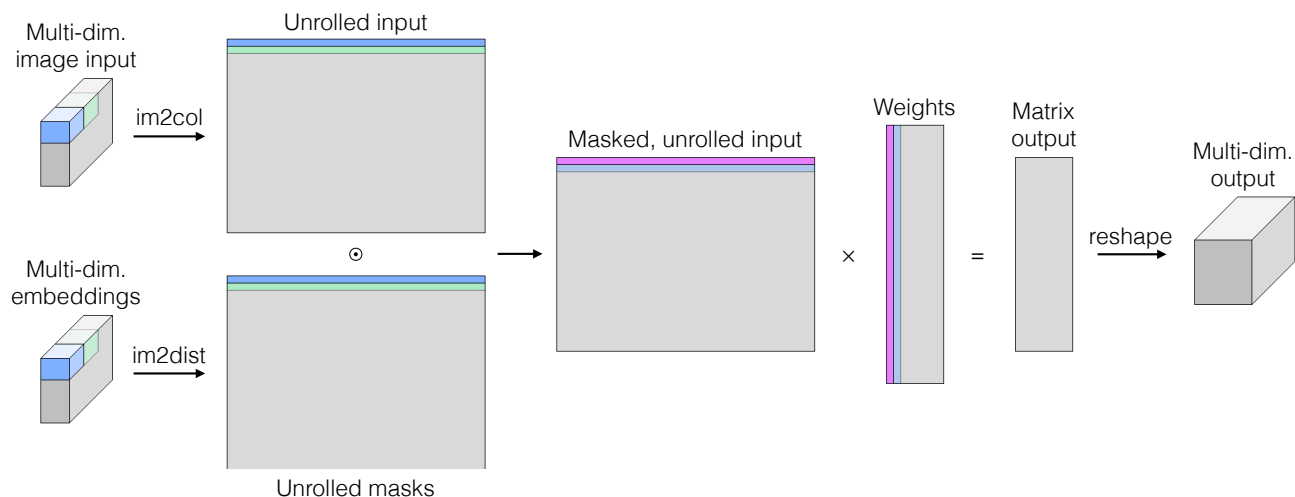 Multi-dim.
image input
im2col
Unrolled input
Multi-dim.
embeddings
im2dist
⊙
Unrolled masks
Masked, unrolled input
×
Weights
=
Matrix
output
reshape
Multi-dim.
output